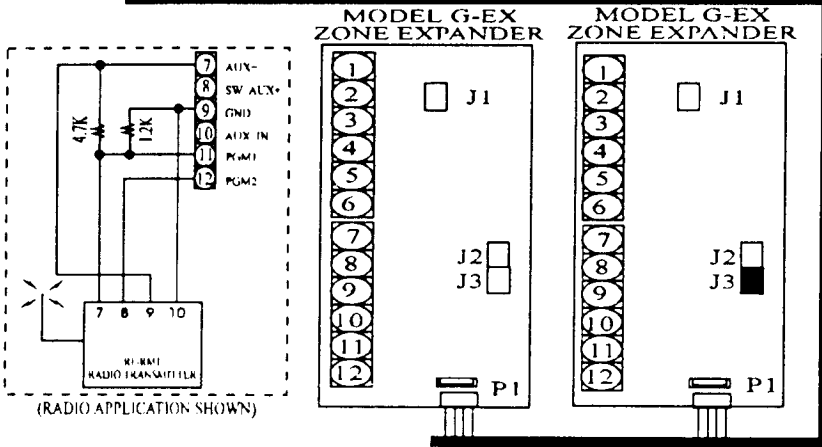 MODEL G-EX
ZONE EXPANDER
MODEL G-EX
ZONE EXPANDER
7 AUX-
8 SW AUX+
9 GND
10 AUX IN
11 PGM1
12 PGM2
4.7K
1.2K
7 8 9 10
RADIO TRANSMITTER
(RADIO APPLICATION SHOWN)
1
2
3
4
5
6
7
8
9
10
11
12
J1
J2
J3
P1
1
2
3
4
5
6
7
8
9
10
11
12
J1
J2
J3
P1